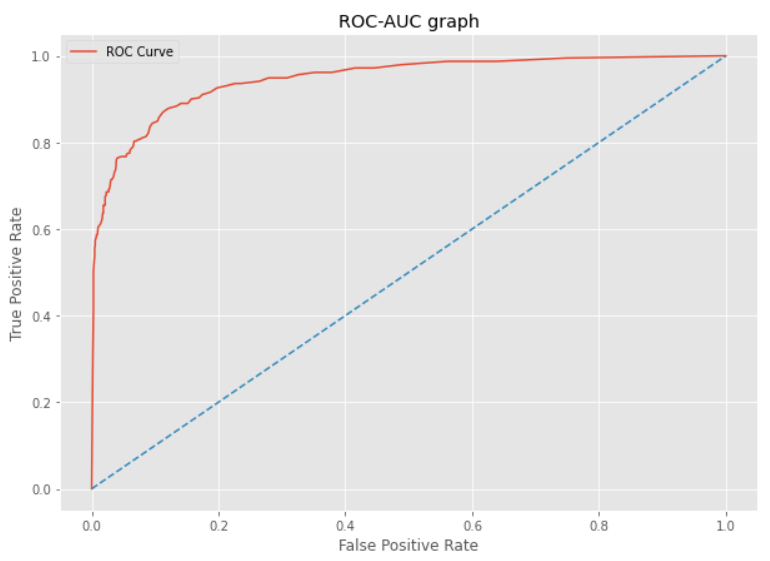 ROC-AUC graph
ROC Curve
1.0
0.8
0.6
0.4
0.2
0.0
True Positive Rate
0.0 0.2 0.4 0.6 0.8 1.0
False Positive Rate